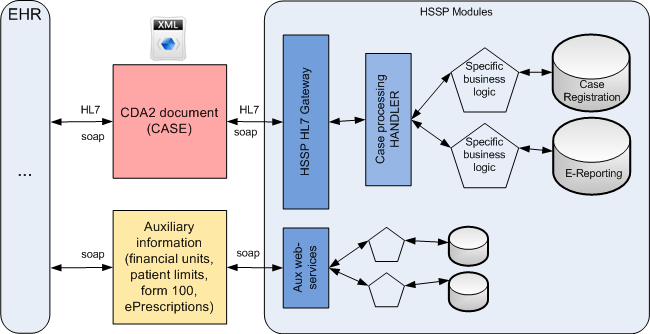 EHR
...
XML
HL7
soap
CDA2 document
(CASE)
HL7
soap
soap
Auxiliary
information
(financial units,
patient limits,
form 100,
ePrescriptions)
soap
HSSP Modules
HSSP HL7 Gateway
Case processing
HANDLER
Specific
business
logic
Case
Registration
Specific
business
logic
E-Reporting
Aux web-
services